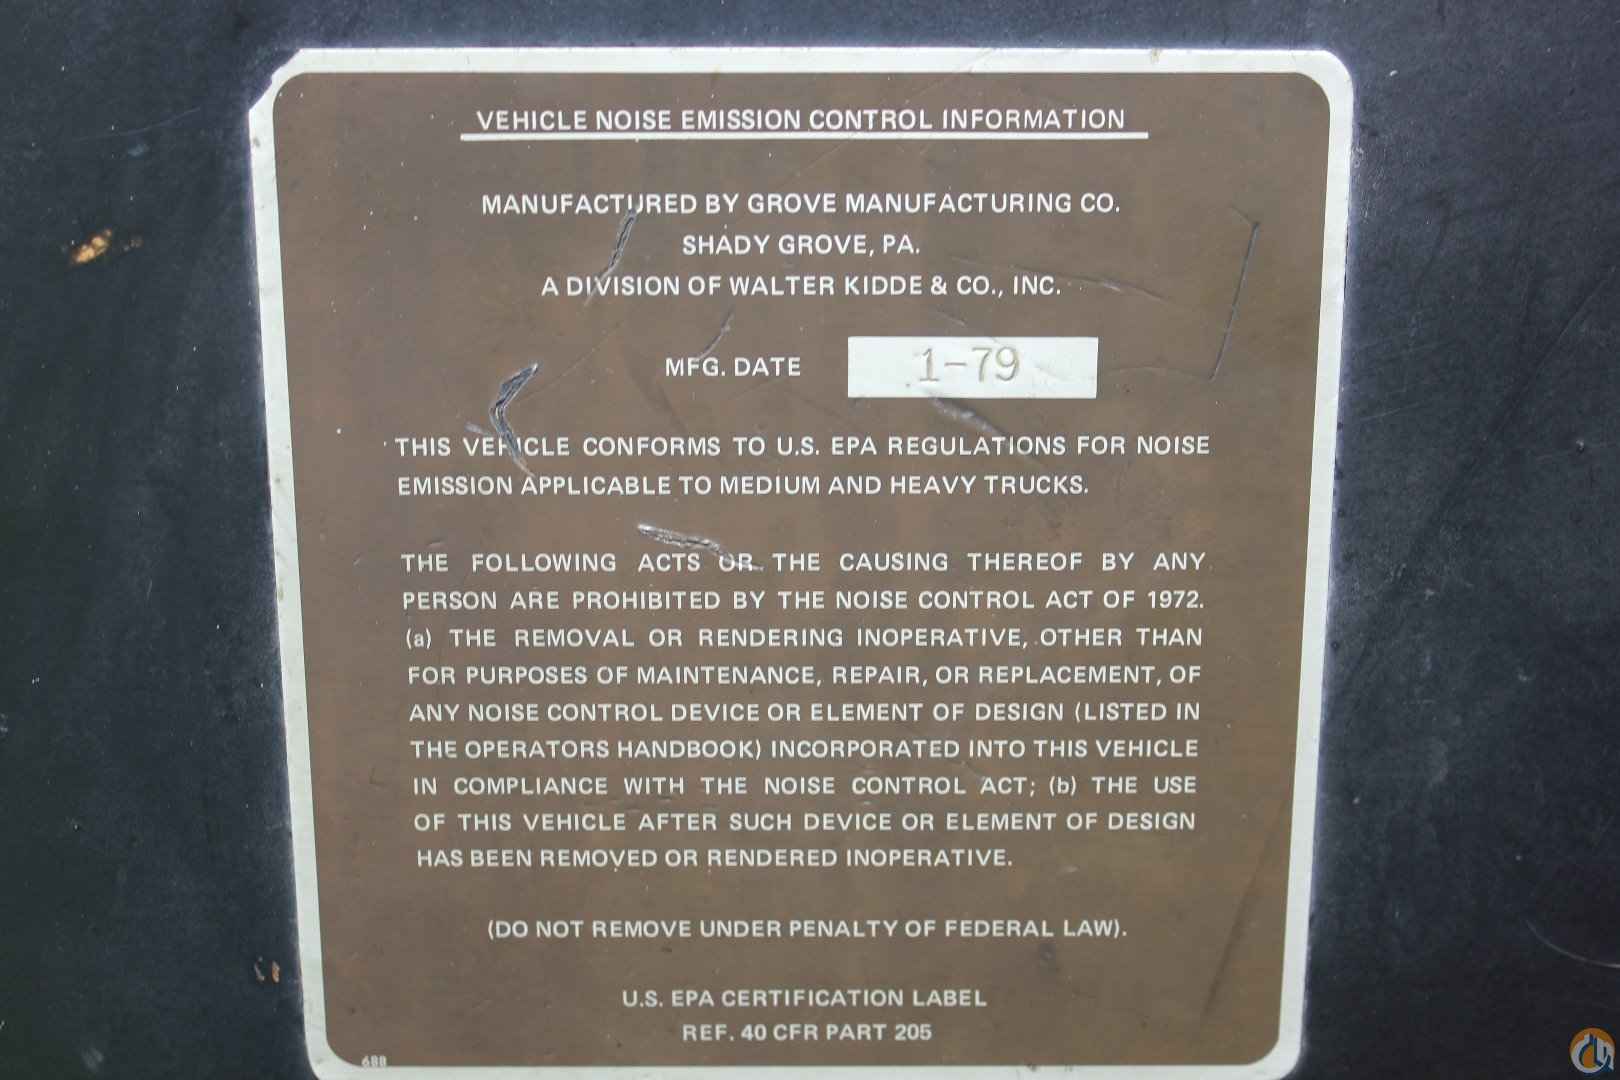 VEHICLE NOISE EMISSION CONTROL INFORMATION
MANUFACTURED BY GROVE MANUFACTURING CO.
SHADY GROVE, PA.
A DIVISION OF WALTER KIDDE & CO., INC.
MFG. DATE 1-79
THIS VEHICLE CONFORMS TO U.S. EPA REGULATIONS FOR NOISE
EMISSION APPLICABLE TO MEDIUM AND HEAVY TRUCKS.
THE FOLLOWING ACTS OR THE CAUSING THEREOF BY ANY
PERSON ARE PROHIBITED BY THE NOISE CONTROL ACT OF 1972.
(a) THE REMOVAL OR RENDERING INOPERATIVE, OTHER THAN
FOR PURPOSES OF MAINTENANCE, REPAIR, OR REPLACEMENT, OF
ANY NOISE CONTROL DEVICE OR ELEMENT OF DESIGN (LISTED IN
THE OPERATORS HANDBOOK) INCORPORATED INTO THIS VEHICLE
IN COMPLIANCE WITH THE NOISE CONTROL ACT; (b) THE USE
OF THIS VEHICLE AFTER SUCH DEVICE OR ELEMENT OF DESIGN
HAS BEEN REMOVED OR RENDERED INOPERATIVE.
(DO NOT REMOVE UNDER PENALTY OF FEDERAL LAW).
U.S. EPA CERTIFICATION LABEL
REF. 40 CFR PART 205
688